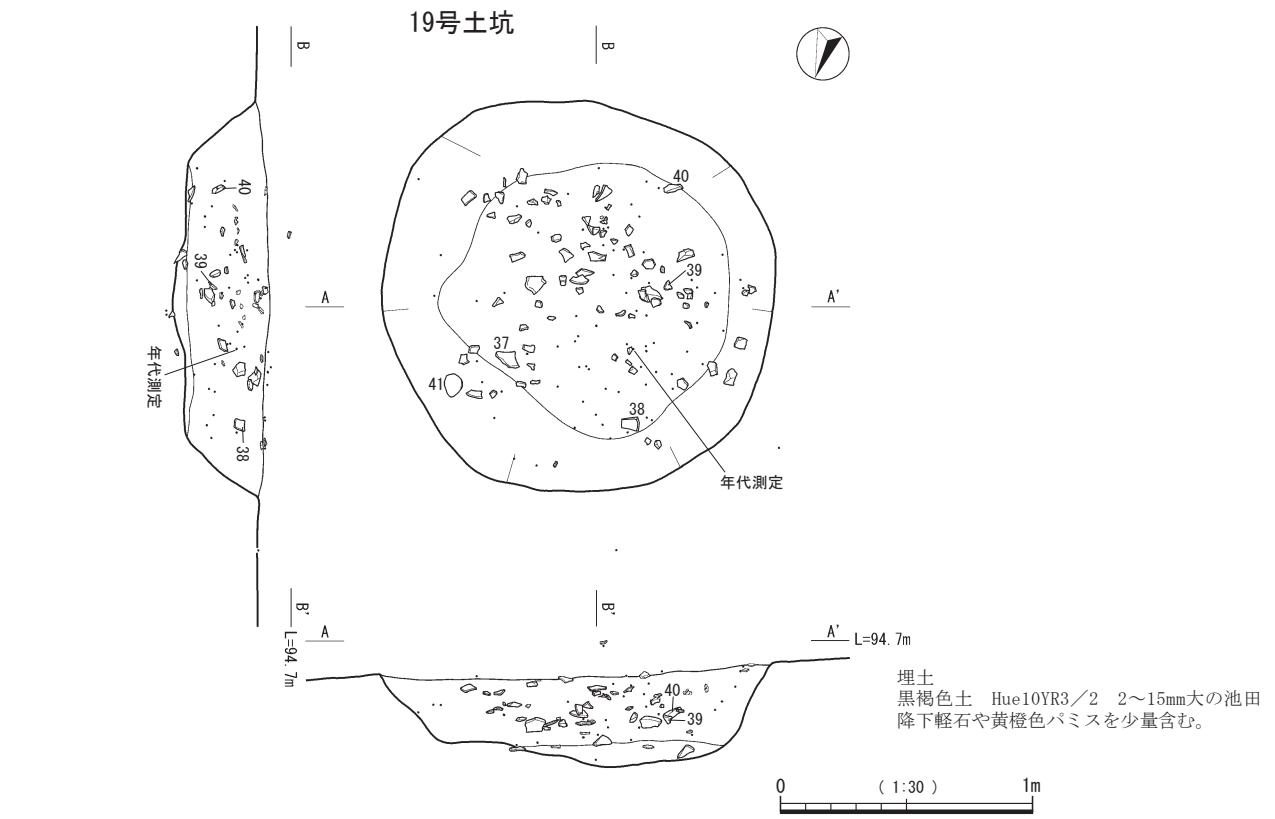 19号土坑
B
B
40
40
39
39
A
A'
37
年代測定
41
38
38
年代測定
B'
B'
L=94.7m
A
A'
L=94.7m
40
39
埋土
黒褐色土　Hue10YR3／2　2～15mm大の池田
降下軽石や黄橙色パミスを少量含む。
0
( 1:30 )
1m